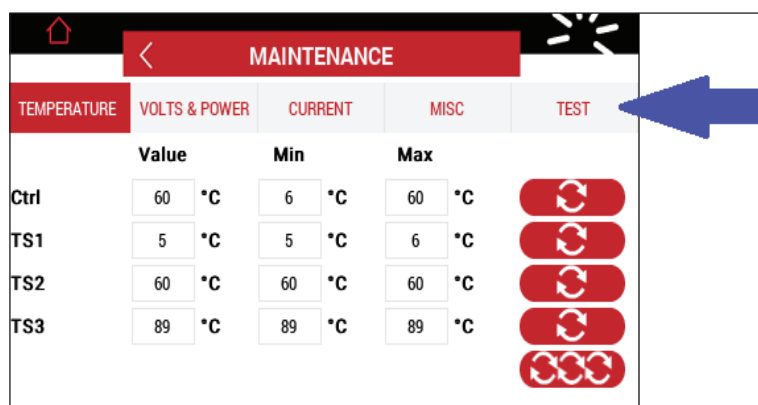 MAINTENANCE
TEMPERATURE VOLTS & POWER CURRENT MISC TEST
Value Min Max
Ctrl 60 °C 6 °C 60 °C
TS1 5 °C 5 °C 6 °C
TS2 60 °C 60 °C 60 °C
TS3 89 °C 89 °C 89 °C